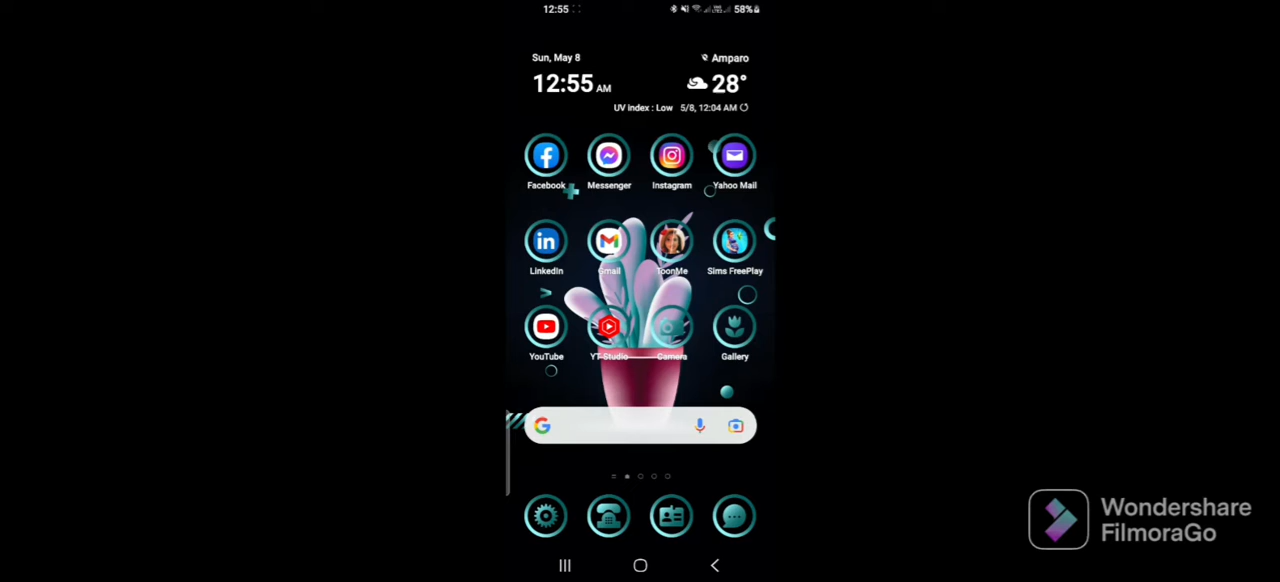 12:55 58%
Sun, May 8 Amparo
12:55 AM 28°
UV index : Low 5/8, 12:04 AM
Facebook Messenger Instagram Yahoo Mail
LinkedIn Gmail ToonMe Sims FreePlay
YouTube YT Studio Camera Gallery
Wondershare
FilmoraGo